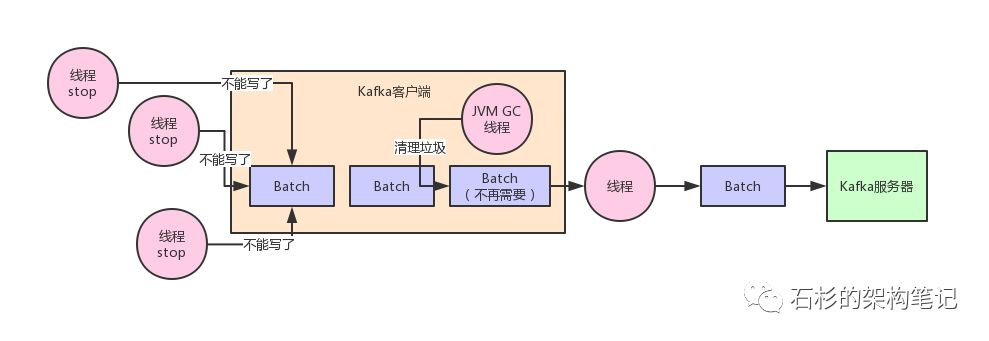 线程
stop
不能写了
线程
stop
不能写了
线程
stop
不能写了
Kafka客户端
JVM GC
线程
清理垃圾
Batch
Batch
Batch
（不再需要）
线程
Batch
Kafka服务器
石杉的架构笔记